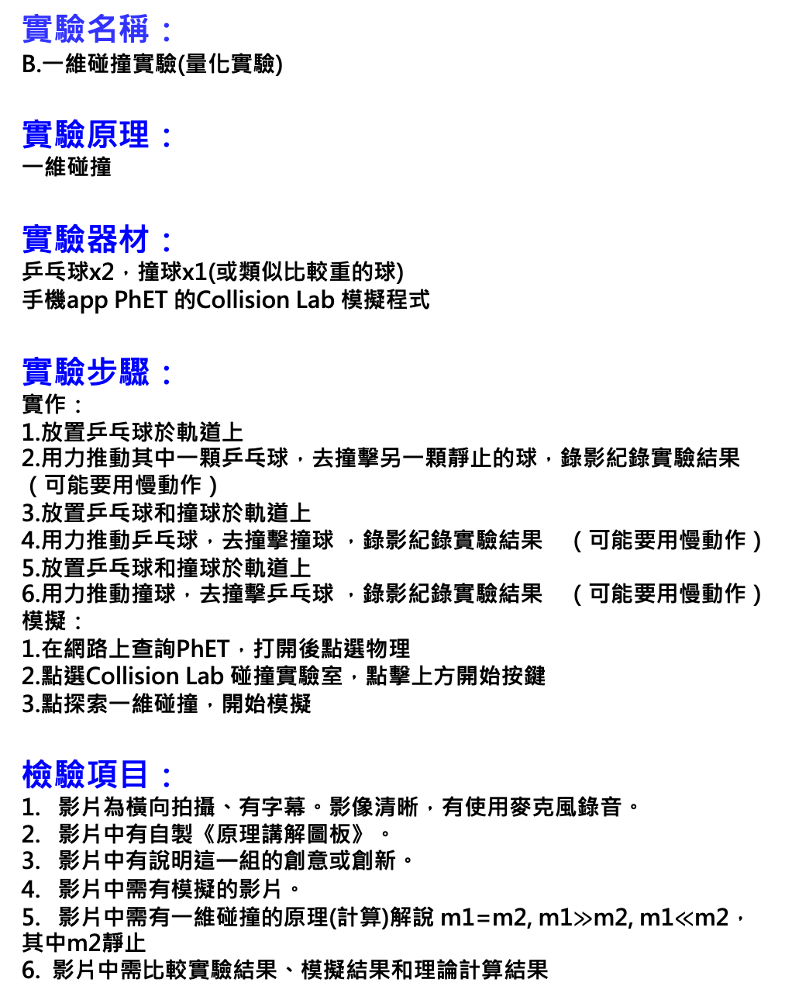 實驗名稱：
B.一維碰撞實驗(量化實驗)
實驗原理：
一維碰撞
實驗器材：
乒乓球x2，撞球x1(或類似比較重的球)
手機app PhET 的Collision Lab 模擬程式
實驗步驟：
實作：
1.放置乒乓球於軌道上
2.用力推動其中一顆乒乓球，去撞擊另一顆靜止的球，錄影紀錄實驗結果
（可能要用慢動作）
3.放置乒乓球和撞球於軌道上
4.用力推動乒乓球，去撞擊撞球 ，錄影紀錄實驗結果　（可能要用慢動作）
5.放置乒乓球和撞球於軌道上
6.用力推動撞球，去撞擊乒乓球 ，錄影紀錄實驗結果　（可能要用慢動作）
模擬：
1.在網路上查詢PhET，打開後點選物理
2.點選Collision Lab 碰撞實驗室，點擊上方開始按鍵
3.點探索一維碰撞，開始模擬
檢驗項目：
1. 影片為橫向拍攝、有字幕。影像清晰，有使用麥克風錄音。
2. 影片中有自製《原理講解圖板》。
3. 影片中有說明這一組的創意或創新。
4. 影片中需有模擬的影片。
5. 影片中需有一維碰撞的原理(計算)解說 m1=m2, m1≫m2, m1≪m2，
其中m2靜止
6. 影片中需比較實驗結果、模擬結果和理論計算結果